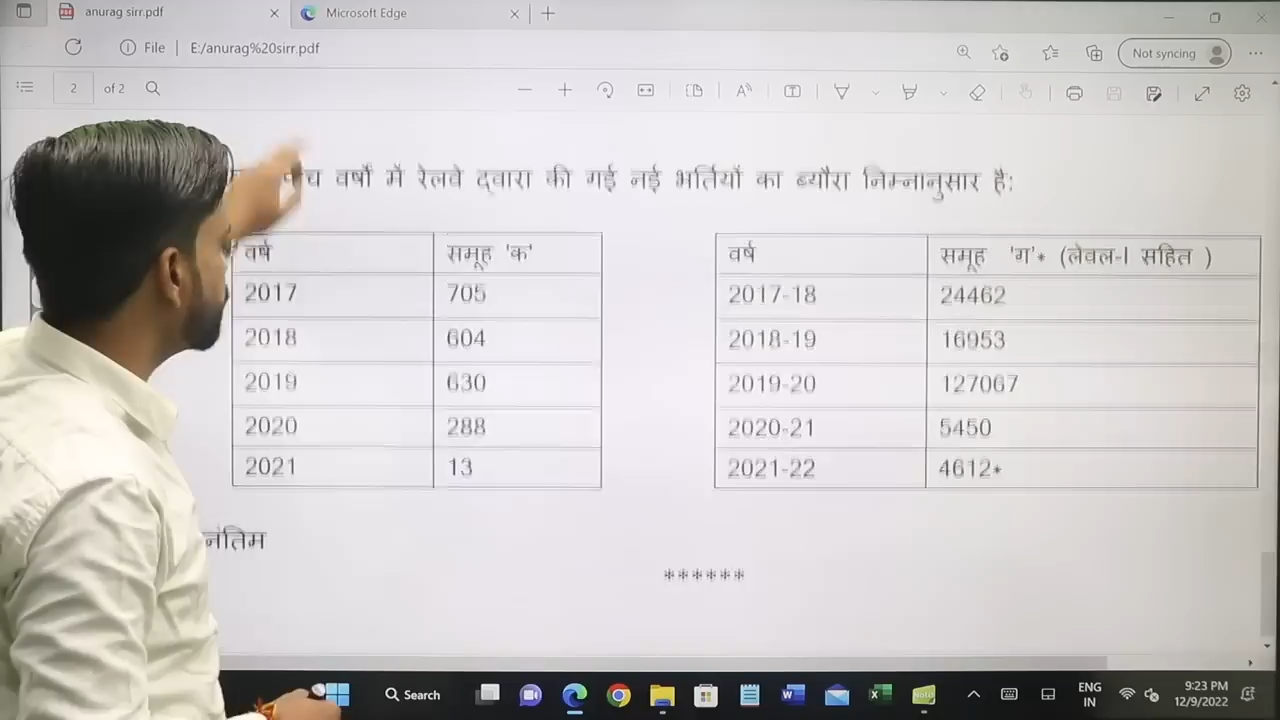 anurag sirr.pdf
Microsoft Edge
File
E:/anurag%20sirr.pdf
Not syncing
2 of 2
वर्षों में रेलवे द्वारा की गई नई भर्तियों का ब्यौरा निम्नानुसार है:
वर्ष समूह 'क'
2017 705
2018 604
2019 630
2020 288
2021 13
वर्ष समूह 'ग'* (लेवल-I सहित )
2017-18 24462
2018-19 16953
2019-20 127067
2020-21 5450
2021-22 4612*
******
Search
ENG
IN
9:23 PM
12/9/2022